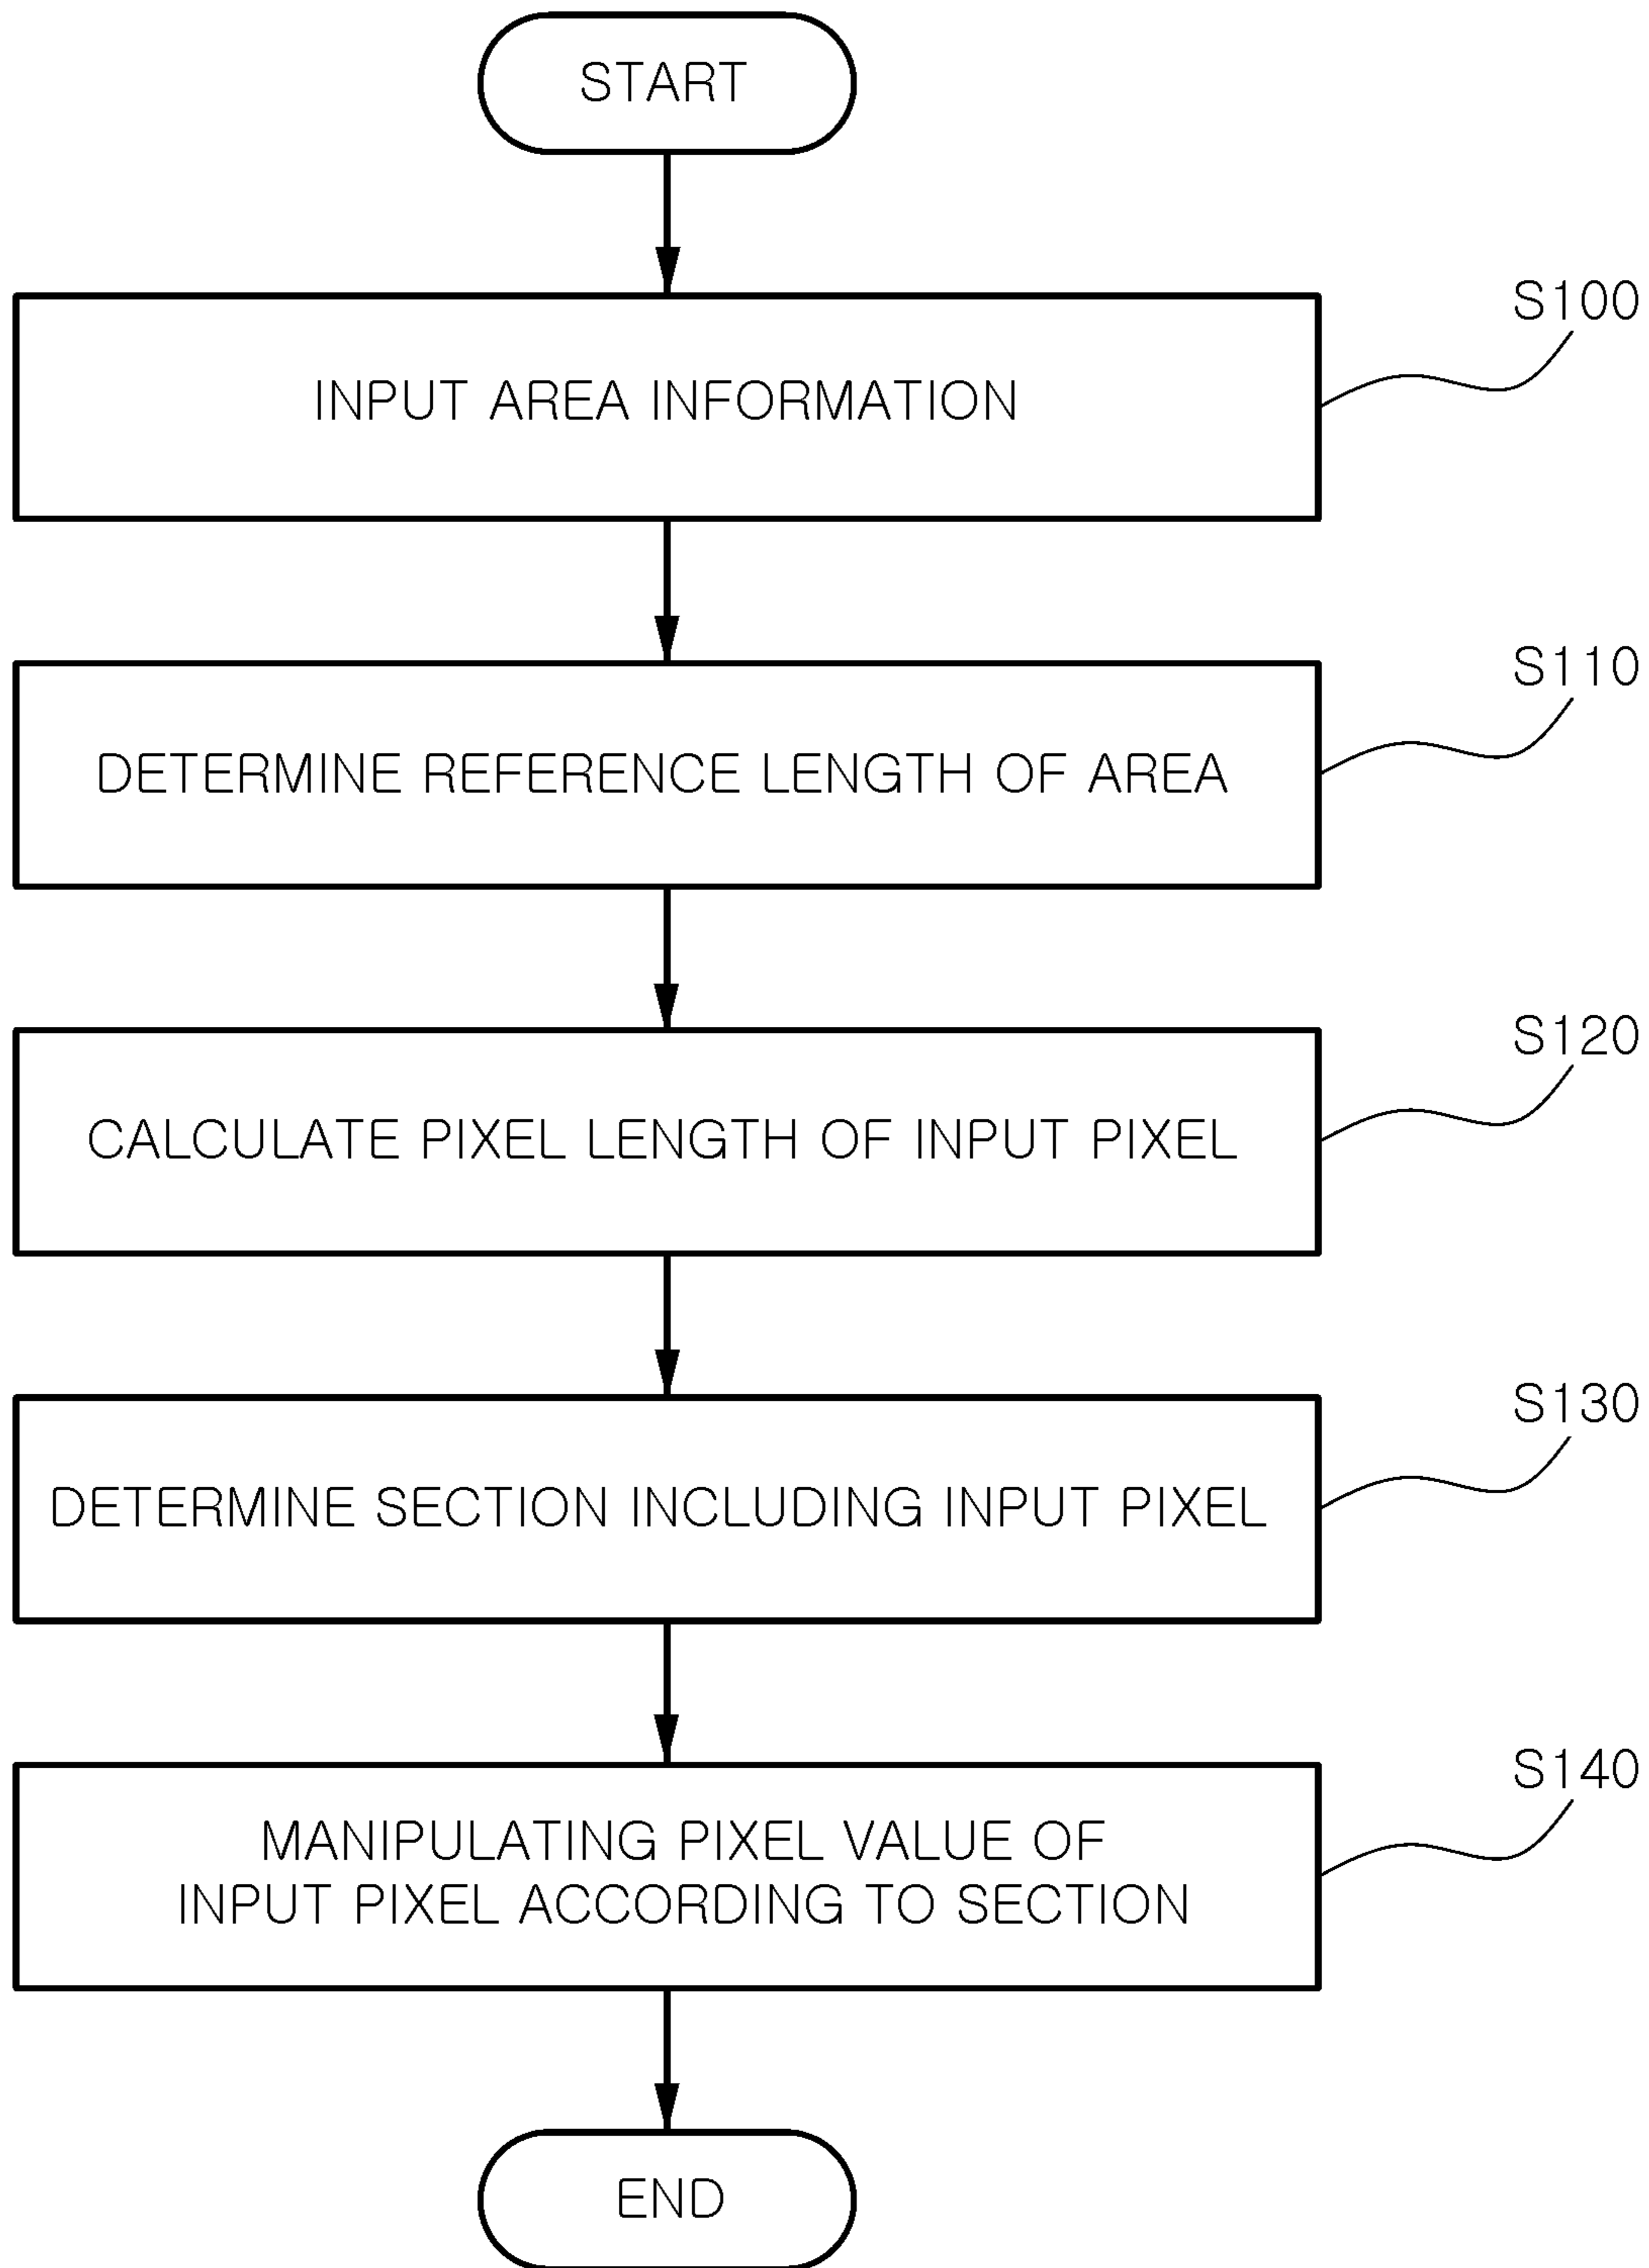 START
S100
INPUT AREA INFORMATION
S110
DETERMINE REFERENCE LENGTH OF AREA
S120
CALCULATE PIXEL LENGTH OF INPUT PIXEL
S130
DETERMINE SECTION INCLUDING INPUT PIXEL
S140
MANIPULATING PIXEL VALUE OF
INPUT PIXEL ACCORDING TO SECTION
END